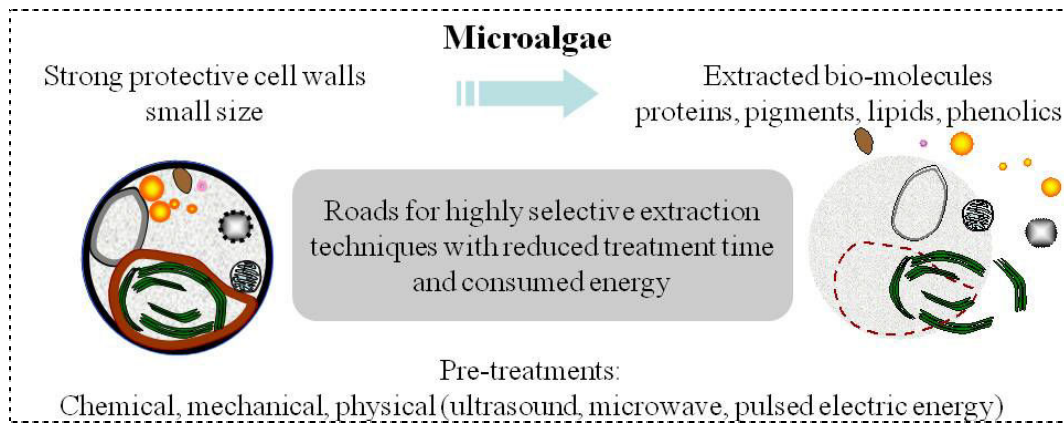 Microalgae
Strong protective cell walls
small size
Extracted bio-molecules
proteins, pigments, lipids, phenolics
Roads for highly selective extraction
techniques with reduced treatment time
and consumed energy
Pre-treatments:
Chemical, mechanical, physical (ultrasound, microwave, pulsed electric energy)